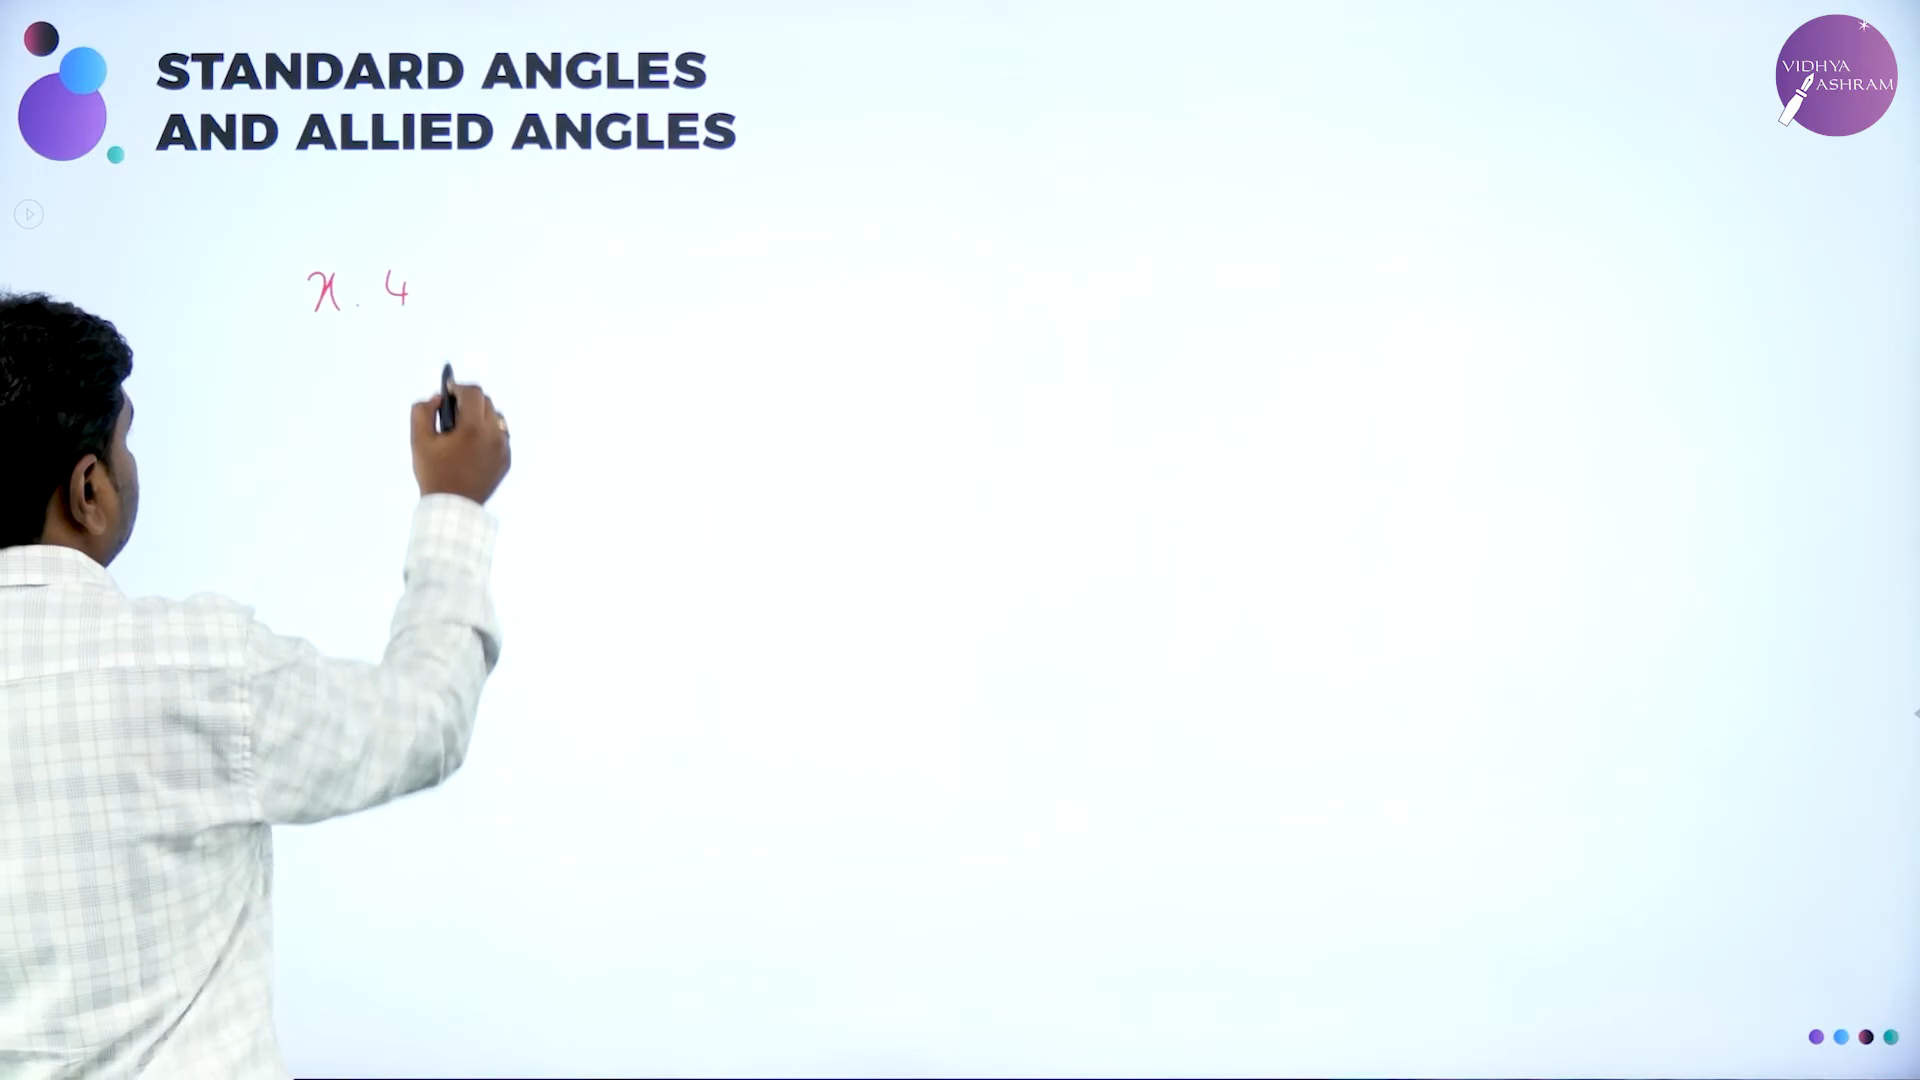 STANDARD ANGLES
AND ALLIED ANGLES
VIDHYA
ASHRAM
x . 4